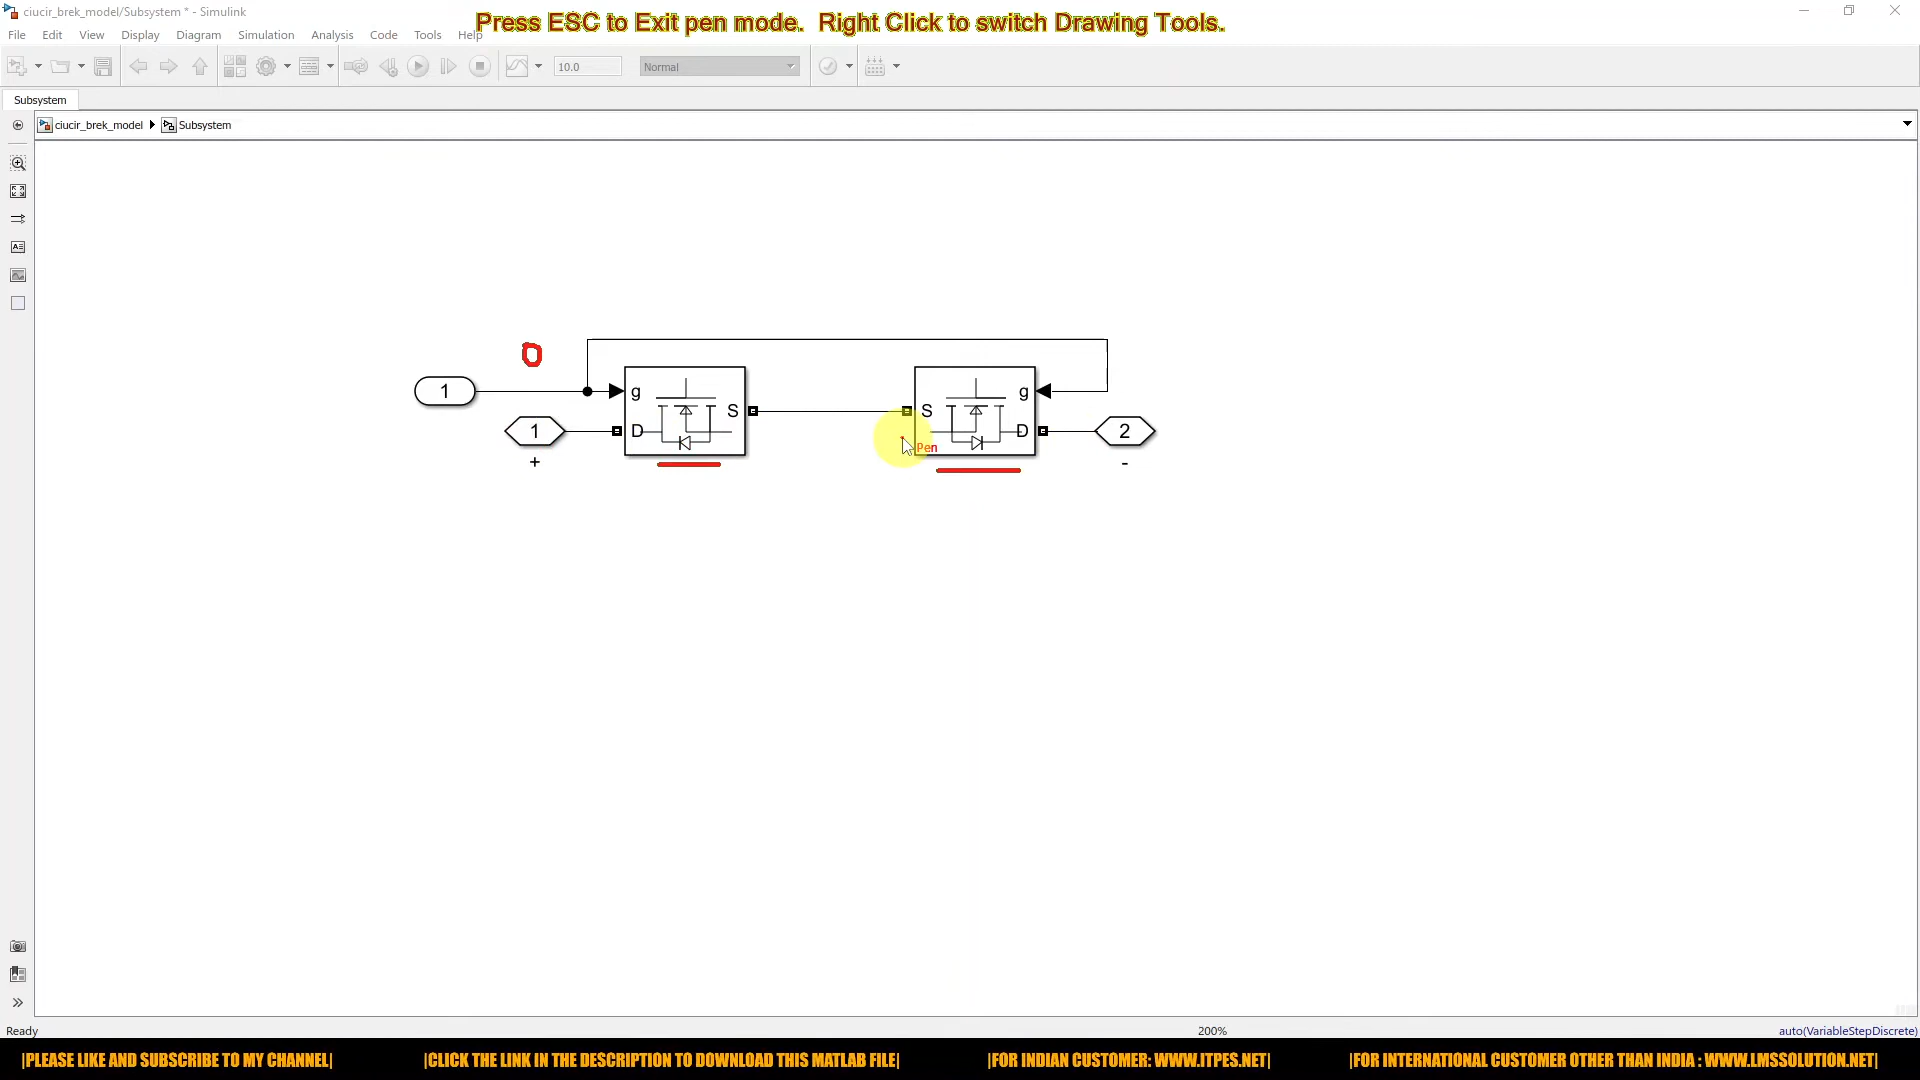 ciucir_brek_model/Subsystem * - Simulink
Press ESC to Exit pen mode. Right Click to switch Drawing Tools.
File Edit View Display Diagram Simulation Analysis Code Tools Help
10.0 Normal
Subsystem
ciucir_brek_model Subsystem
0
1 g S S g
1 D D 2
Pen
+ -
Ready 200% auto(VariableStepDiscrete)
|PLEASE LIKE AND SUBSCRIBE TO MY CHANNEL| |CLICK THE LINK IN THE DESCRIPTION TO DOWNLOAD THIS MATLAB FILE| |FOR INDIAN CUSTOMER: WWW.ITPES.NET| |FOR INTERNATIONAL CUSTOMER OTHER THAN INDIA : WWW.LMSSOLUTION.NET|